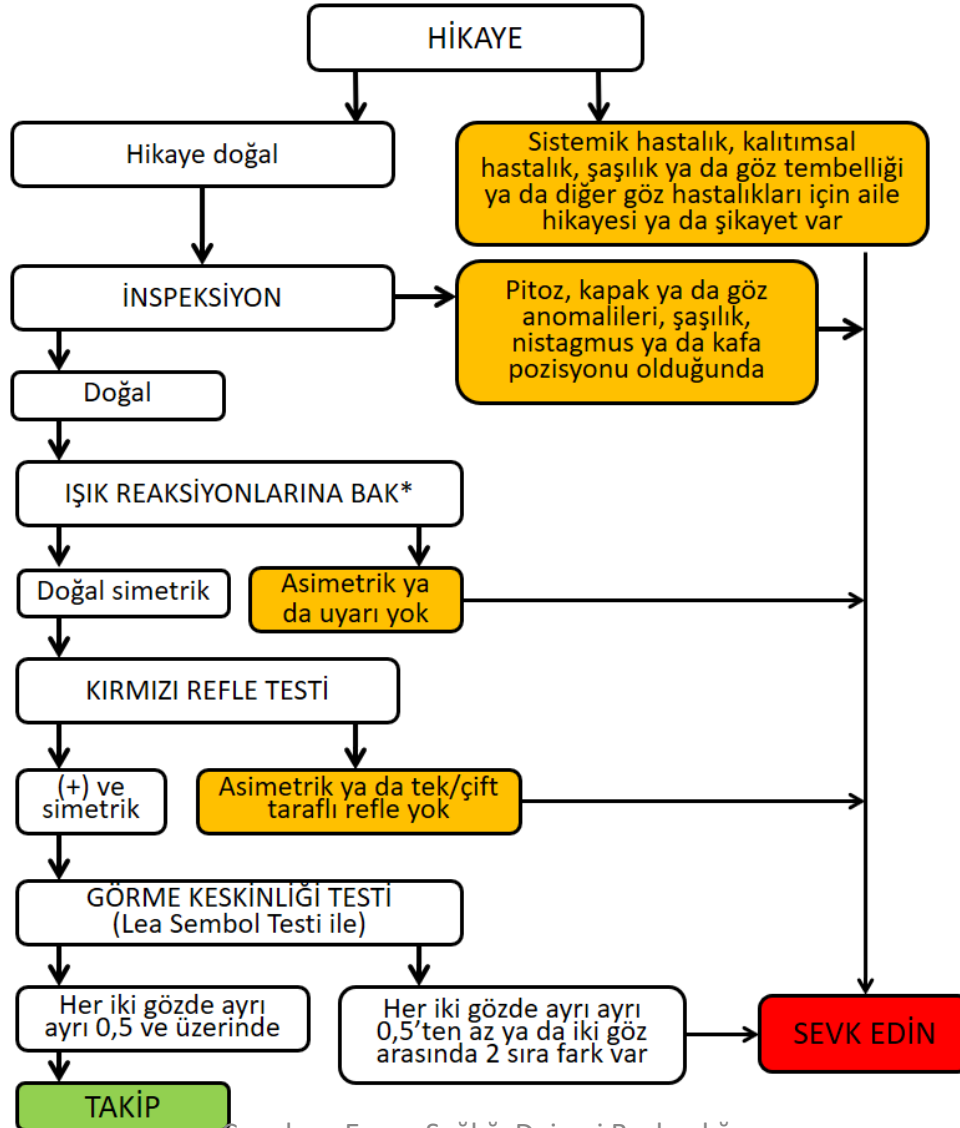 HİKAYE
Hikaye doğal
Sistemik hastalık, kalıtımsal
hastalık, şaşılık ya da göz tembelliği
ya da diğer göz hastalıkları için aile
hikayesi ya da şikayet var
İNSPEKSİYON
Pitoz, kapak ya da göz
anomalileri, şaşılık,
nistagmus ya da kafa
pozisyonu olduğunda
Doğal
IŞIK REAKSİYONLARINA BAK*
Doğal simetrik
Asimetrik ya
da uyarı yok
KIRMIZI REFLE TESTİ
(+) ve
simetrik
Asimetrik ya da tek/çift
taraflı refle yok
GÖRME KESKİNLİĞİ TESTİ
(Lea Sembol Testi ile)
Her iki gözde ayrı
ayrı 0,5 ve üzerinde
Her iki gözde ayrı ayrı
0,5’ten az ya da iki göz
arasında 2 sıra fark var
SEVK EDİN
TAKİP